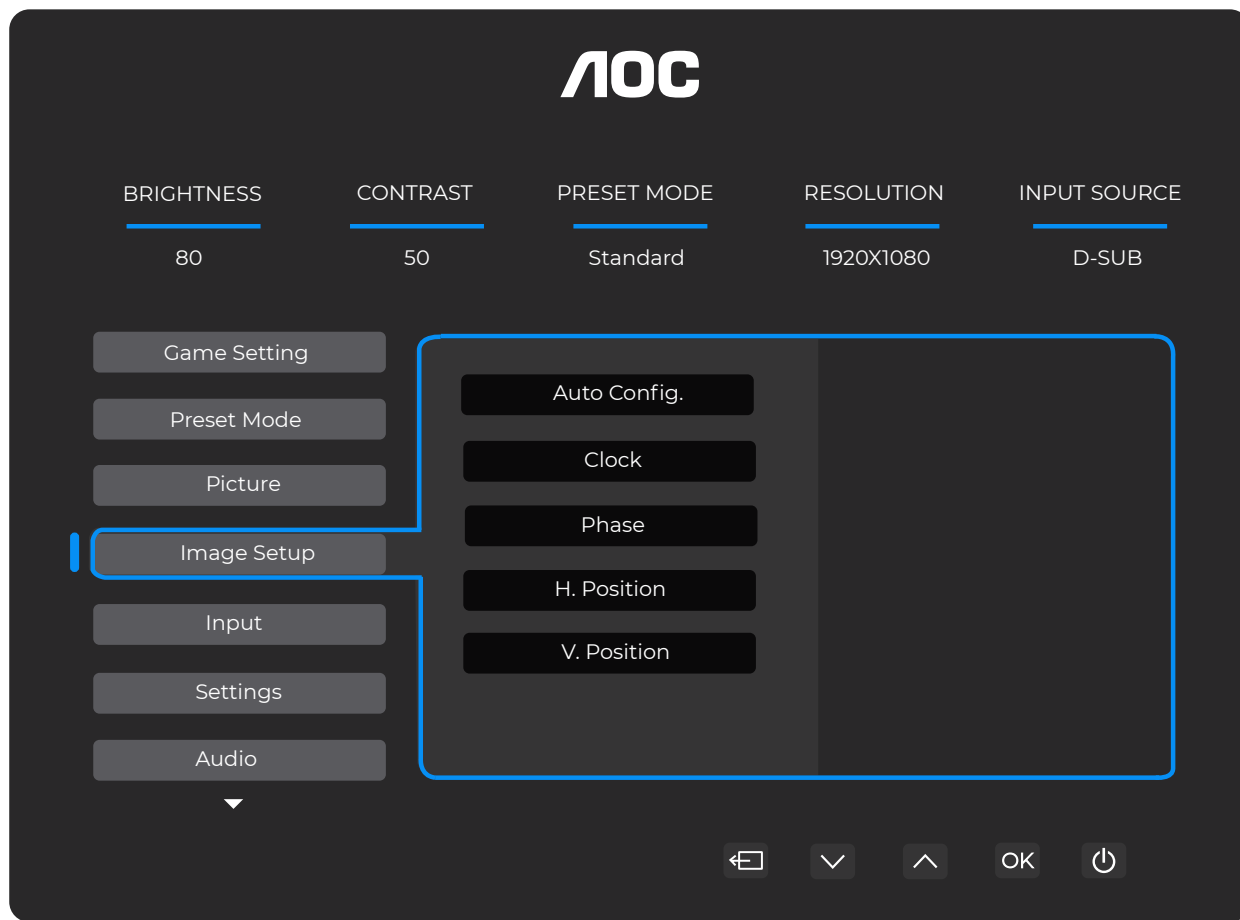 AOC
BRIGHTNESS CONTRAST PRESET MODE RESOLUTION INPUT SOURCE
80 50 Standard 1920X1080 D-SUB
Game Setting
Preset Mode
Picture
Image Setup
Input
Settings
Audio
Auto Config.
Clock
Phase
H. Position
V. Position
OK